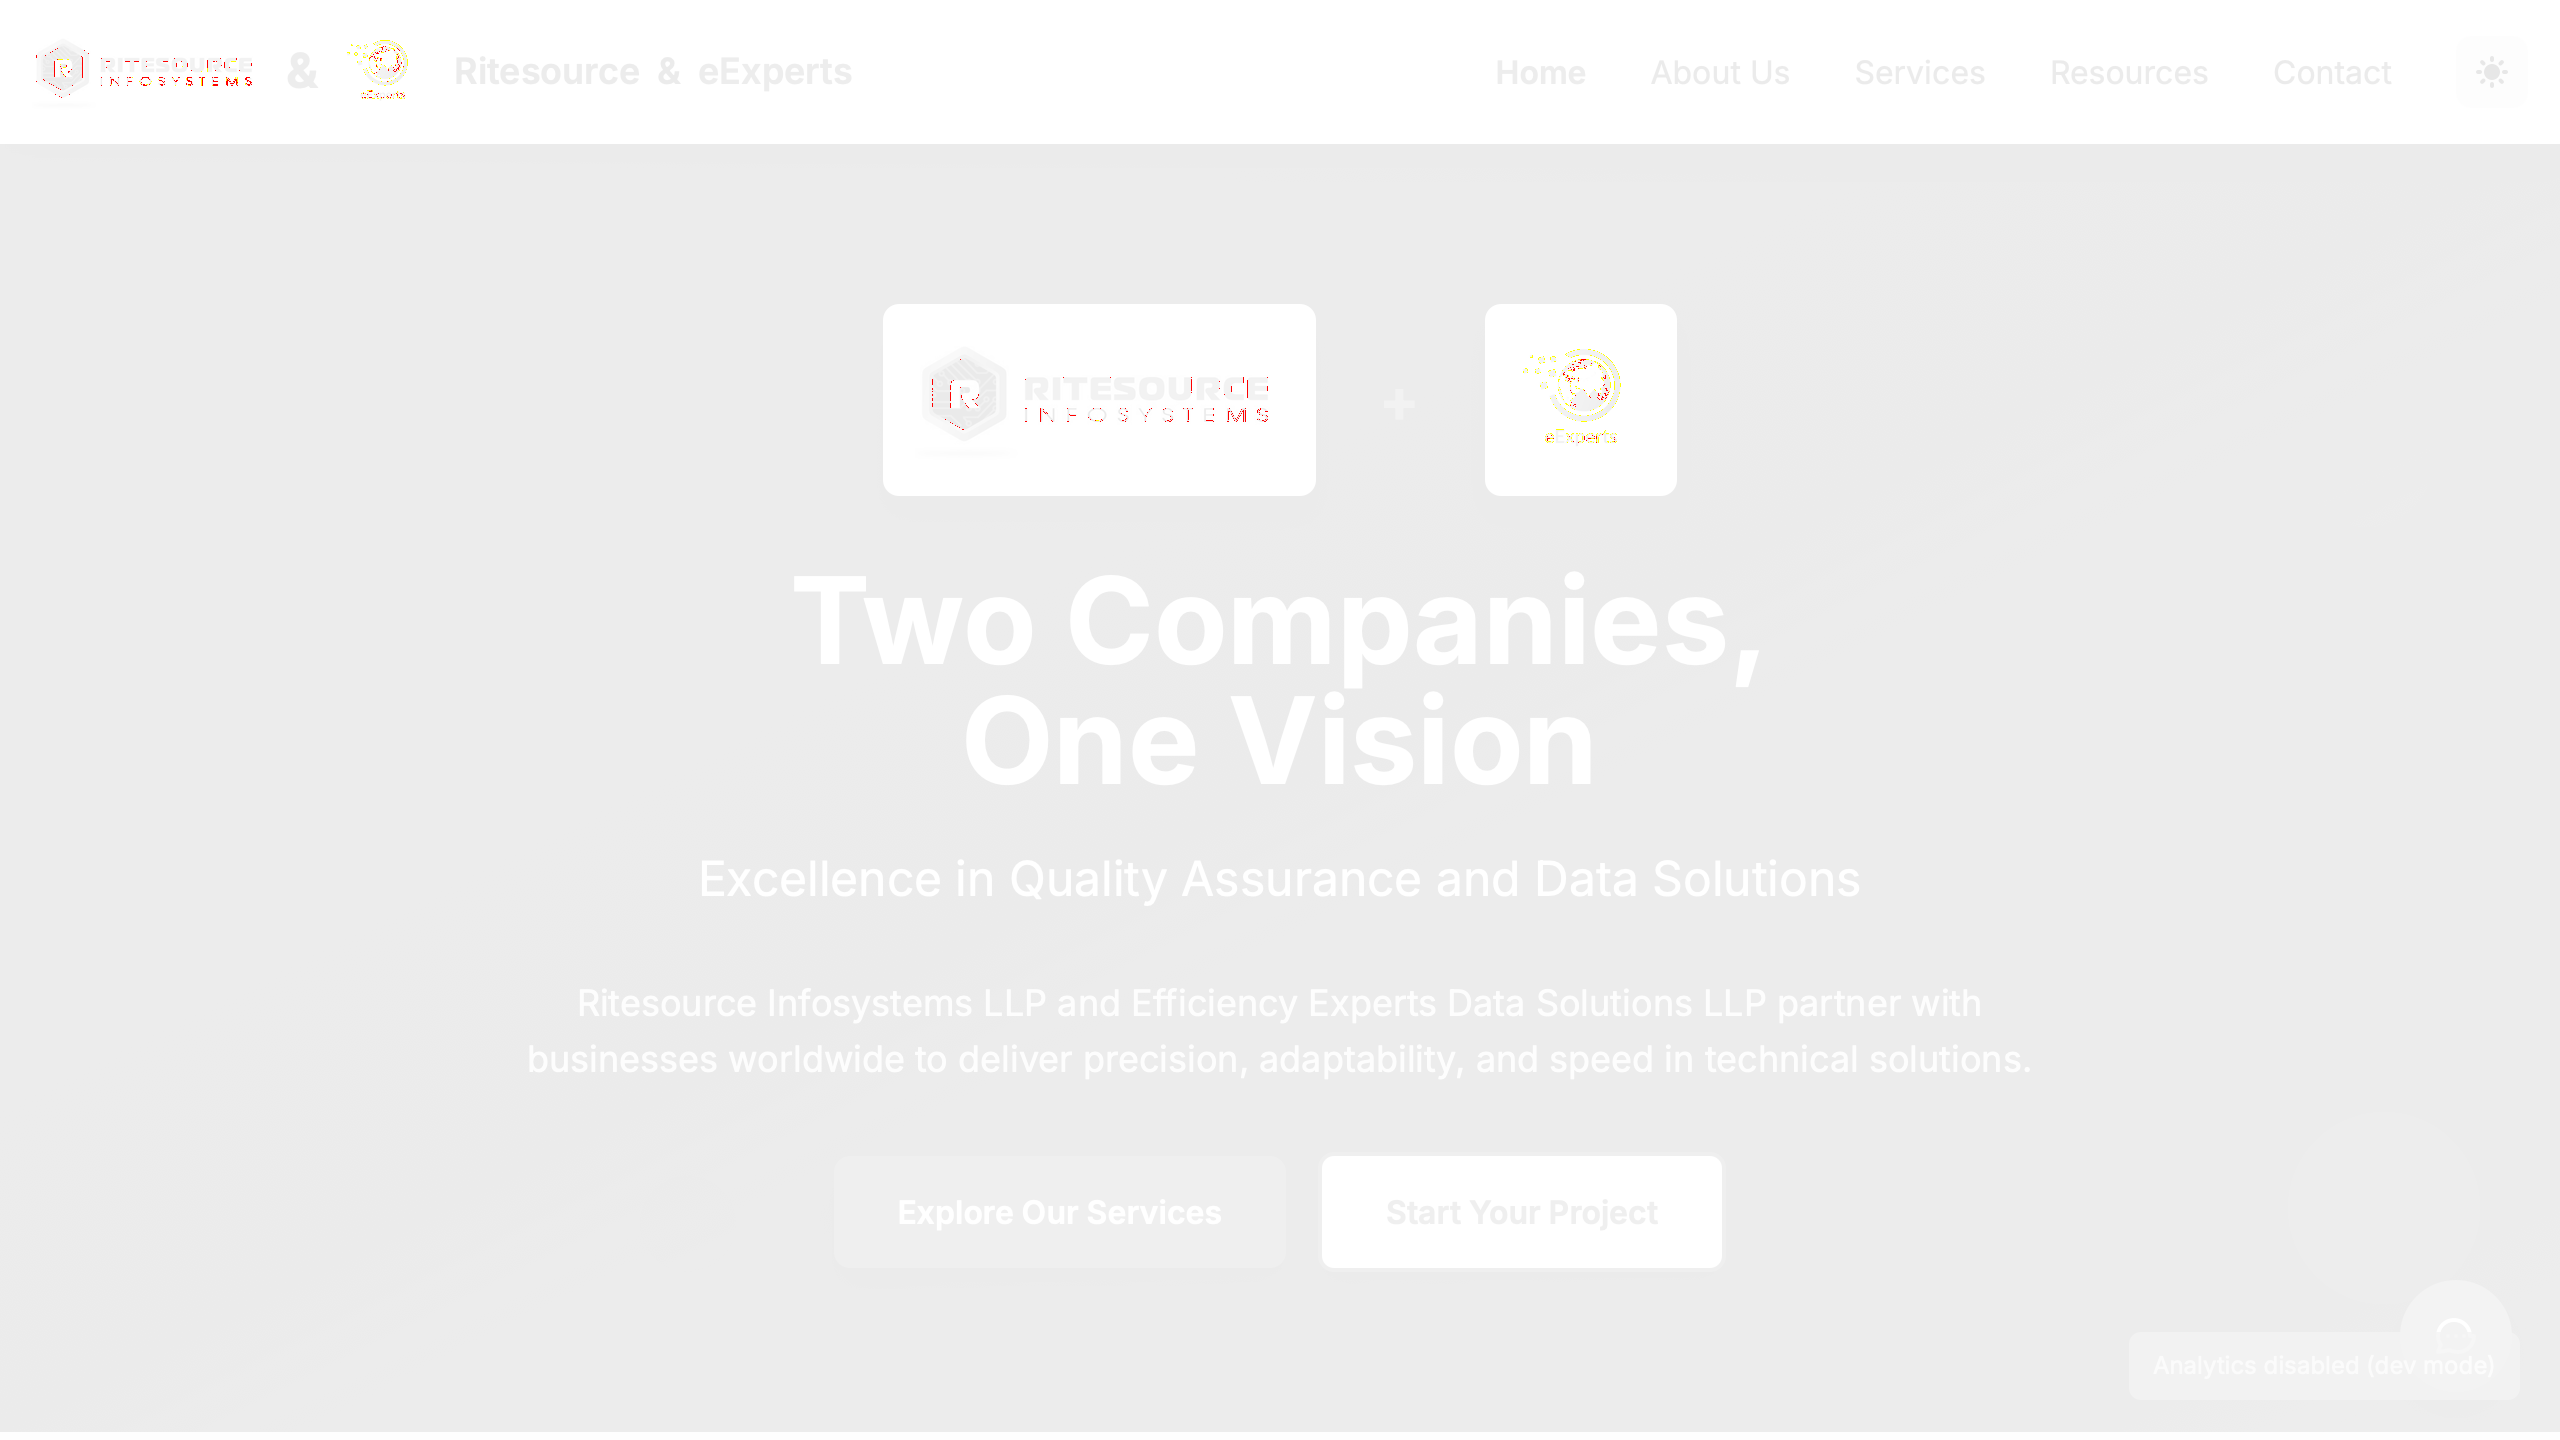 RITESOURCE
INFOSYSTEMS
&
eExperts
Ritesource & eExperts
Home
About Us
Services
Resources
Contact
R RITESOURCE
INFOSYSTEMS
+
eExperts
Two Companies,
One Vision
Excellence in Quality Assurance and Data Solutions
Ritesource Infosystems LLP and Efficiency Experts Data Solutions LLP partner with
businesses worldwide to deliver precision, adaptability, and speed in technical solutions.
Explore Our Services
Start Your Project
Analytics disabled (dev mode)